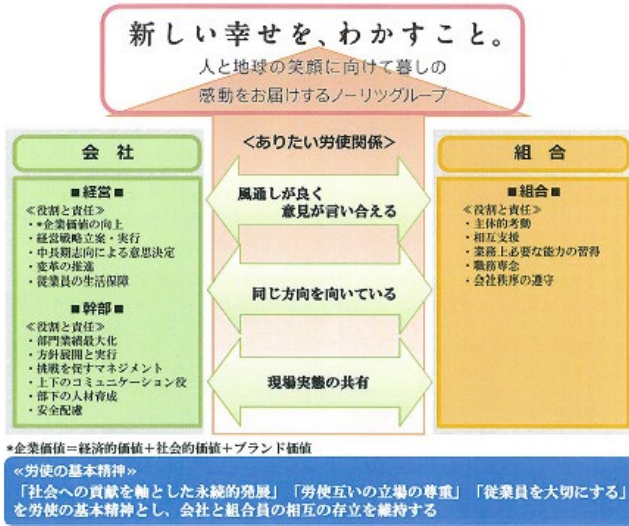 新しい幸せを、わかすこと。
人と地球の笑顔に向けて暮しの
感動をお届けするノーリツグループ
会 社
■経営■
≪役割と責任≫
・*企業価値の向上
・経営戦略立案・実行
・中長期志向による意思決定
・変革の推進
・従業員の生活保障
■幹部■
≪役割と責任≫
・部門業績最大化
・方針展開と実行
・挑戦を促すマネジメント
・上下のコミュニケーション役
・部下の人材育成
・安全配慮
<ありたい労使関係>
風通しが良く
意見が言い合える
同じ方向を向いている
現場実態の共有
組 合
■組合■
≪役割と責任≫
・主体的考動
・相互支援
・業務上必要な能力の習得
・職務専念
・会社秩序の遵守
*企業価値＝経済的価値＋社会的価値＋ブランド価値
≪労使の基本精神≫
「社会への貢献を軸とした永続的発展」「労使互いの立場の尊重」「従業員を大切にする」
を労使の基本精神とし、会社と組合員の相互の存立を維持する